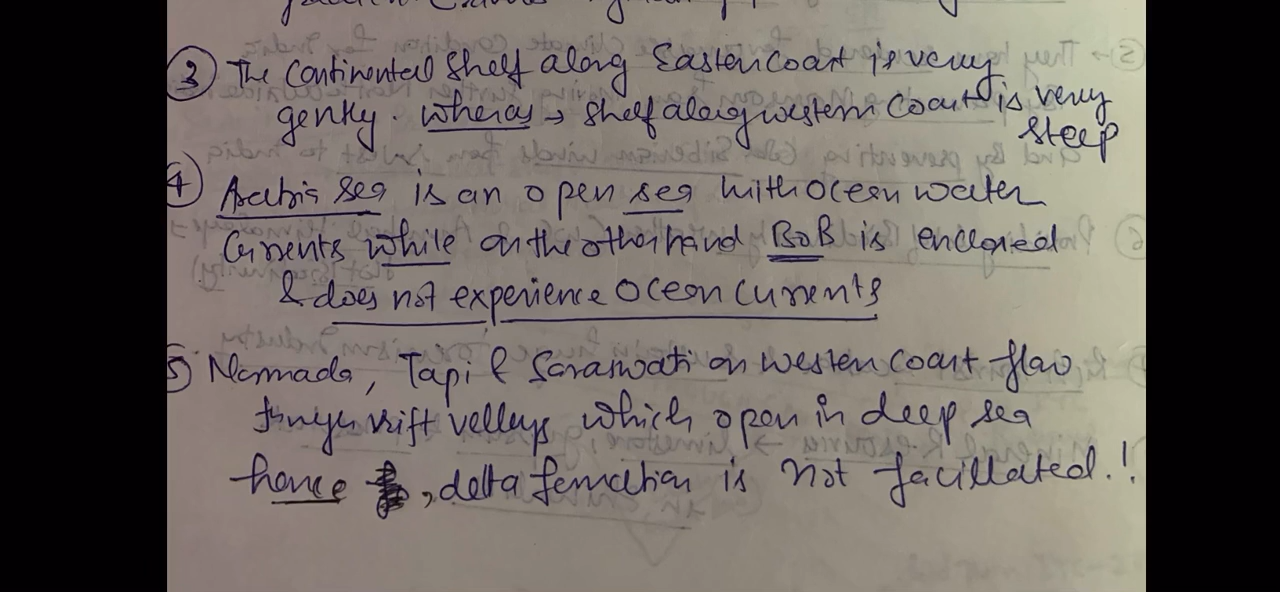 ③ The Continental Shelf along Eastern Coast is very
gently. whereas → Shelf along western Coast is very
steep
④ Arabis Sea is an open sea with Ocean water
Currents while on the other hand BoB is enclosed
& does not experience Ocean Currents
5) Narmada, Tapi & Saraswati on Western Coast flow
rift valleys which open in deep sea
hence , delta formation is not facillated.!